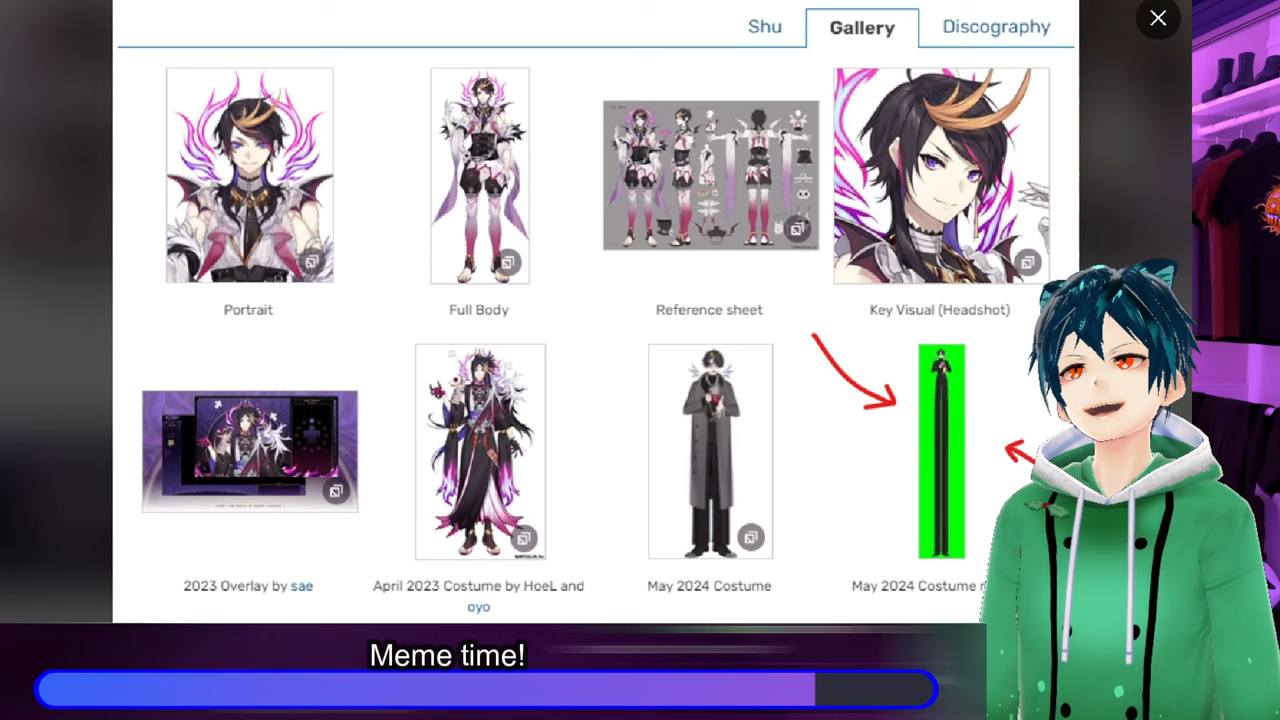 Shu Gallery Discography
Portrait Full Body Reference sheet Key Visual (Headshot)
2023 Overlay by sae April 2023 Costume by HoeL and May 2024 Costume May 2024 Costume
oyo
Meme time!